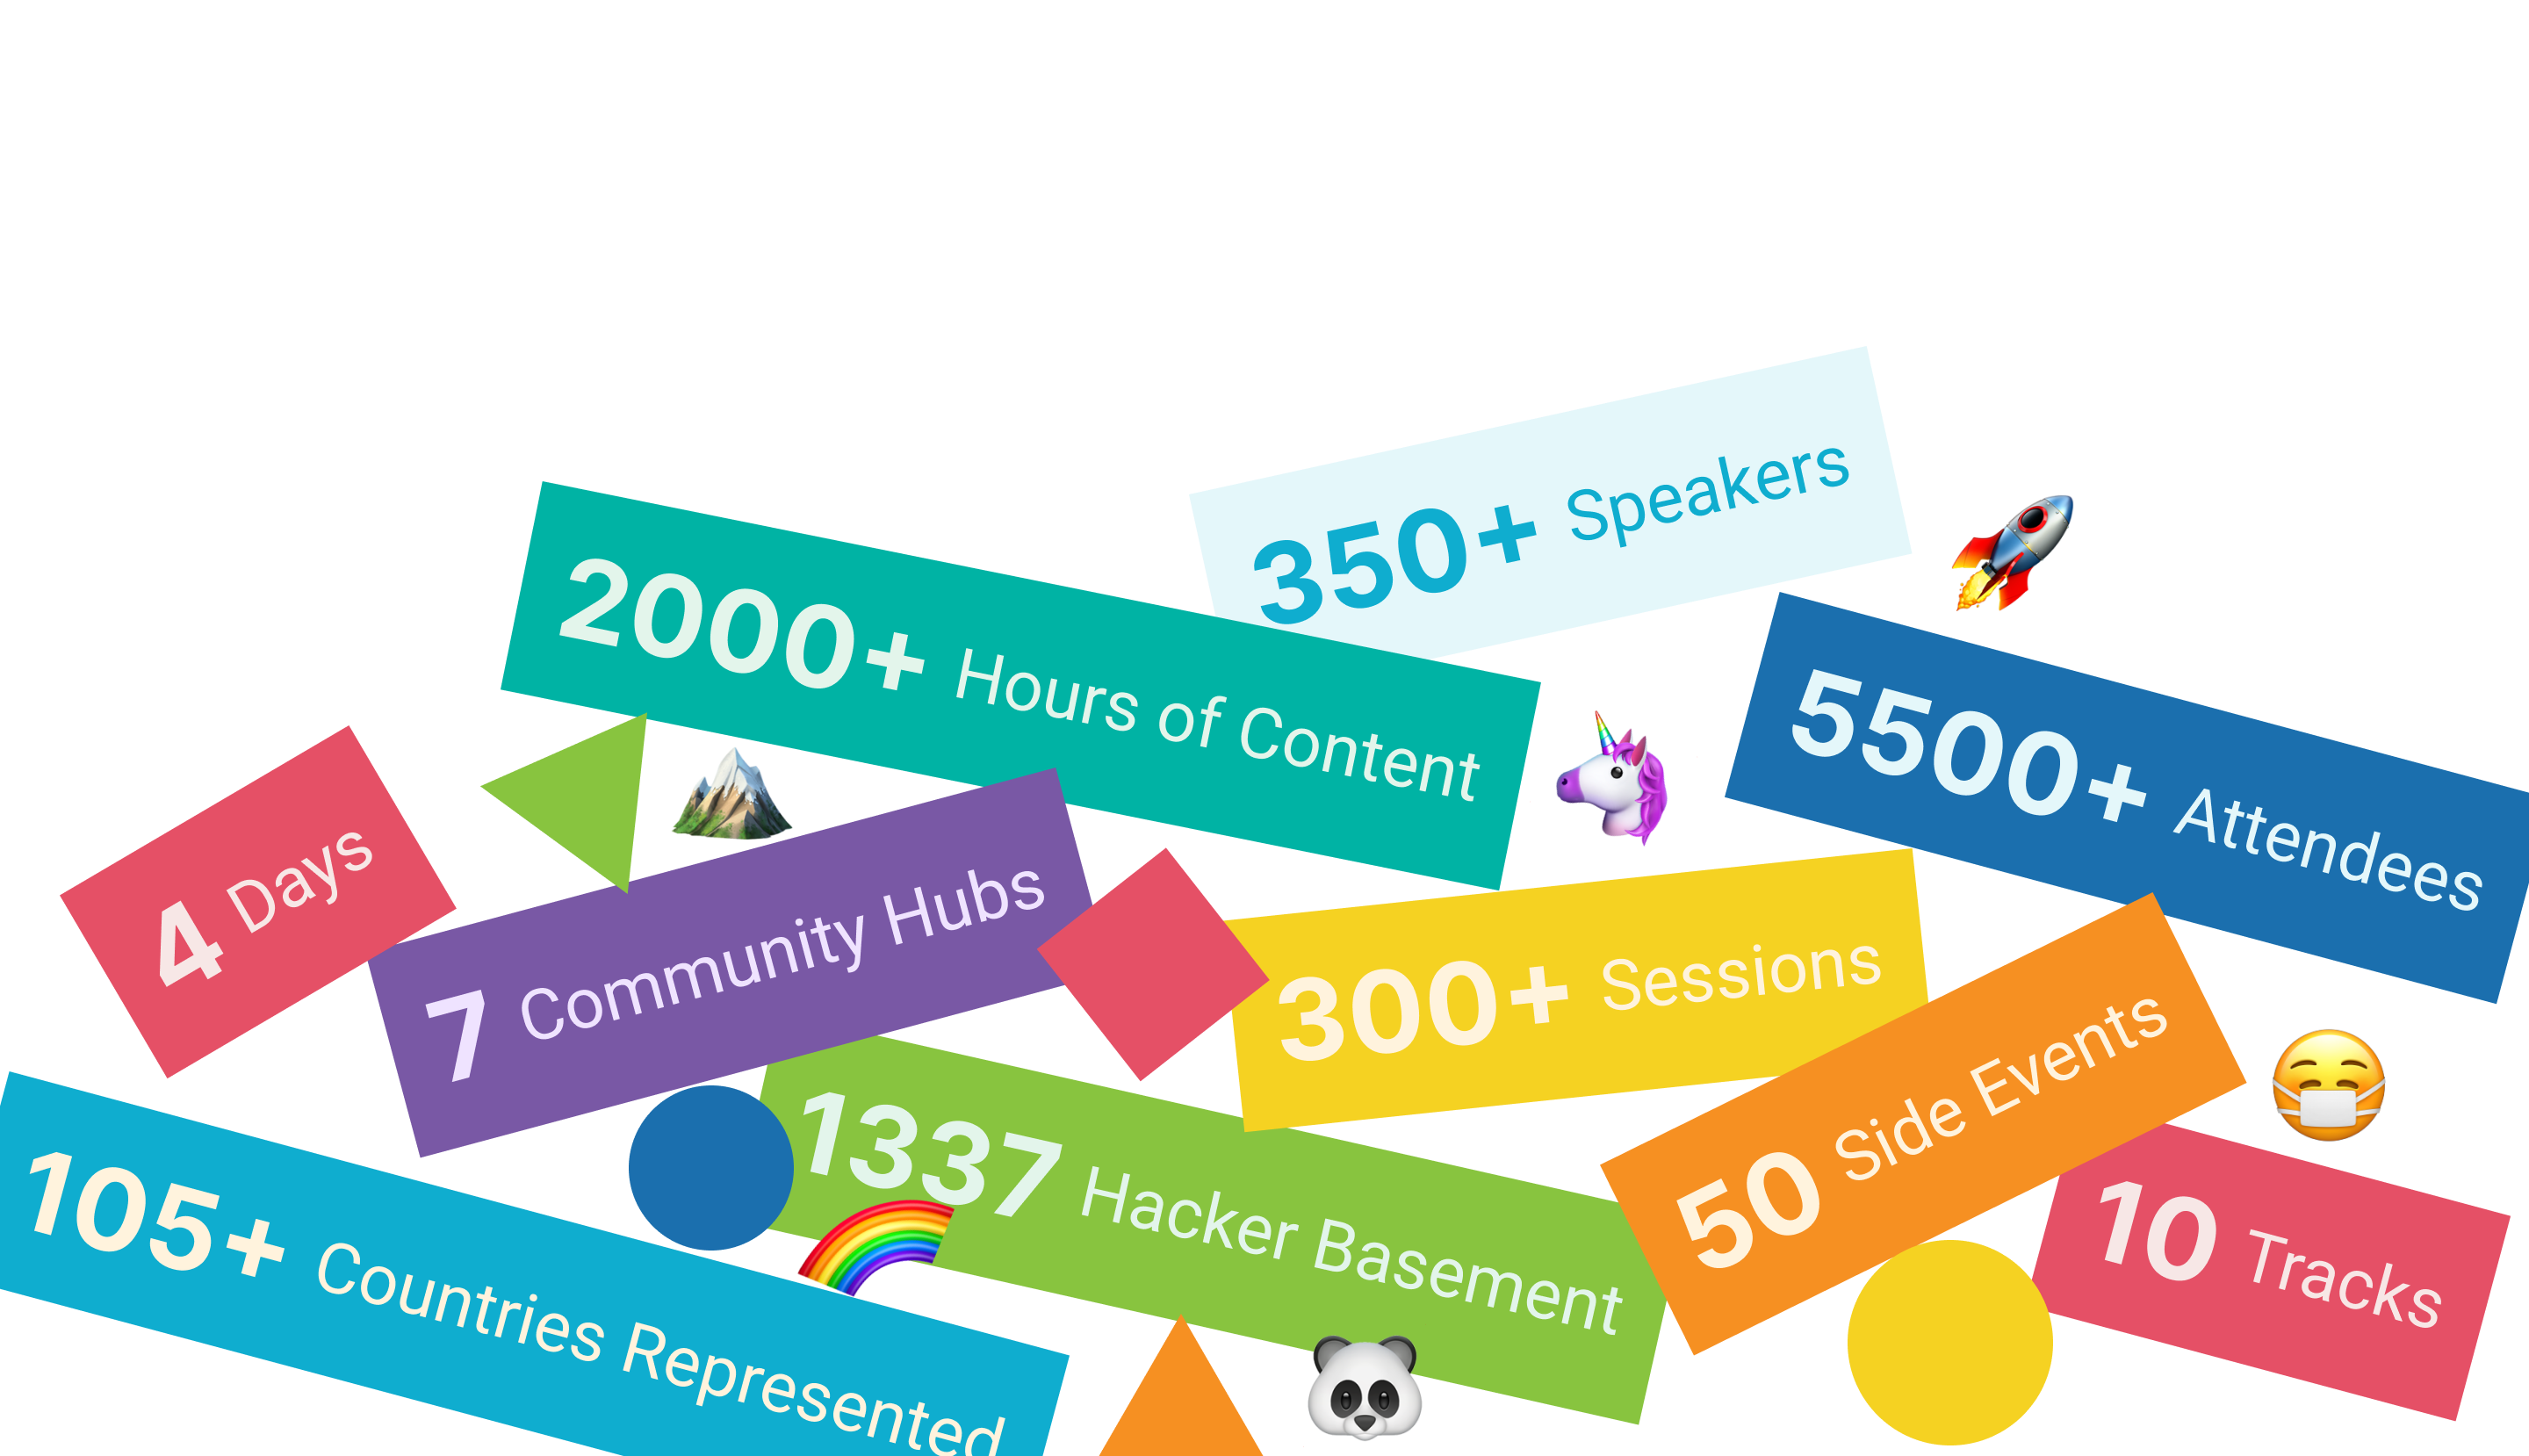 350+ Speakers
2000+ Hours of Content
5500+ Attendees
4 Days
7 Community Hubs
300+ Sessions
50 Side Events
1337 Hacker Basement
105+ Countries Represented
10 Tracks